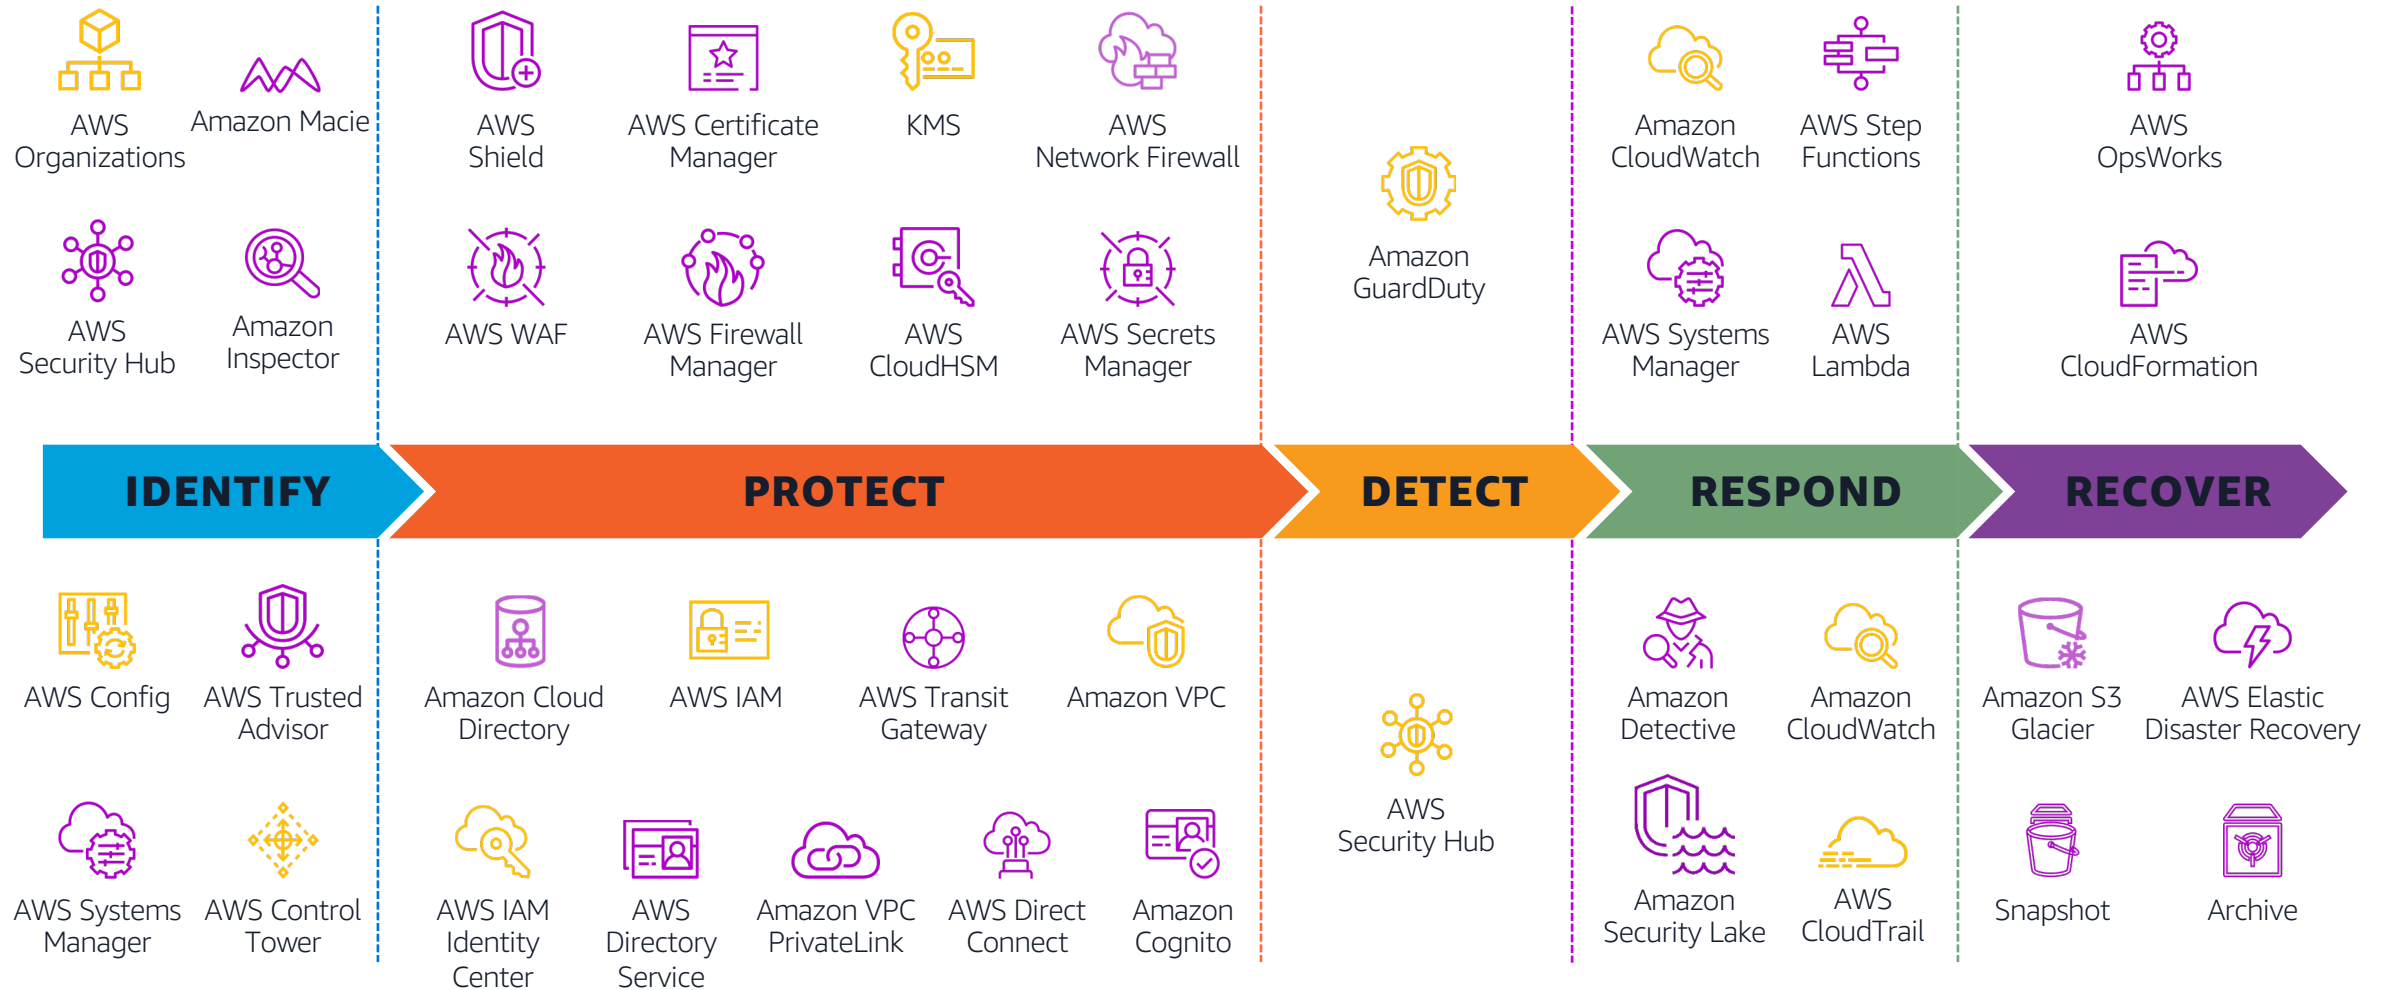 AWS
Organizations
Amazon Macie
AWS
Security Hub
Amazon
Inspector
AWS
Shield
AWS Certificate
Manager
KMS
AWS
Network Firewall
AWS WAF
AWS Firewall
Manager
AWS
CloudHSM
AWS Secrets
Manager
Amazon
GuardDuty
Amazon
CloudWatch
AWS Step
Functions
AWS Systems
Manager
AWS
Lambda
AWS
OpsWorks
AWS
CloudFormation
IDENTIFY
PROTECT
DETECT
RESPOND
RECOVER
AWS Config
AWS Trusted
Advisor
AWS Systems
Manager
AWS Control
Tower
Amazon Cloud
Directory
AWS IAM
AWS Transit
Gateway
Amazon VPC
AWS IAM
Identity
Center
AWS
Directory
Service
Amazon VPC
PrivateLink
AWS Direct
Connect
Amazon
Cognito
AWS
Security Hub
Amazon
Detective
Amazon
CloudWatch
Amazon
Security Lake
AWS
CloudTrail
Amazon S3
Glacier
AWS Elastic
Disaster Recovery
Snapshot
Archive